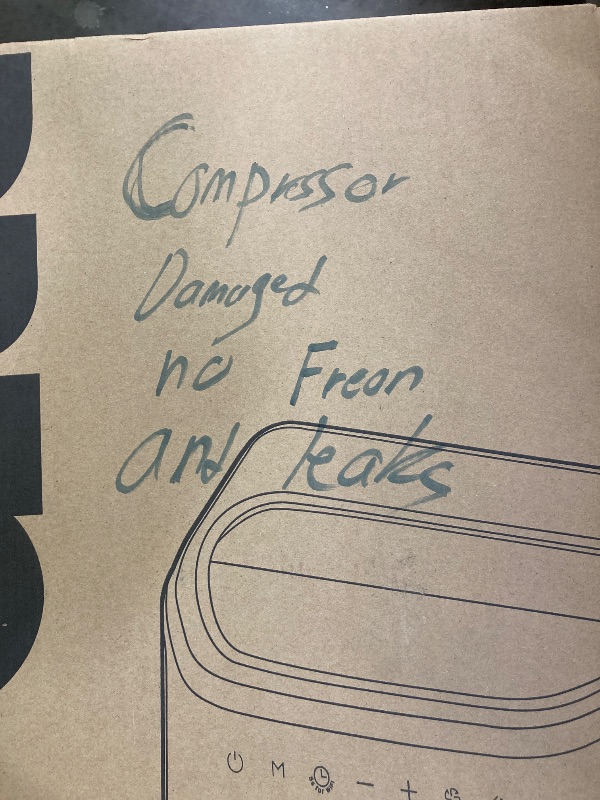 Compressor
Damaged
no Freon
and leaks
M − +